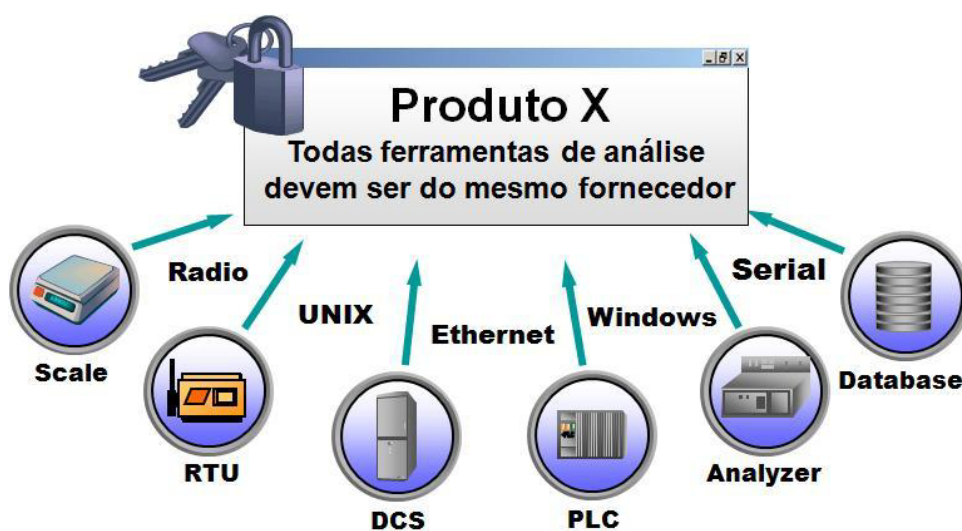 Produto X
Todas ferramentas de análise
devem ser do mesmo fornecedor
Radio
UNIX
Ethernet
Windows
Serial
Scale
RTU
DCS
PLC
Analyzer
Database